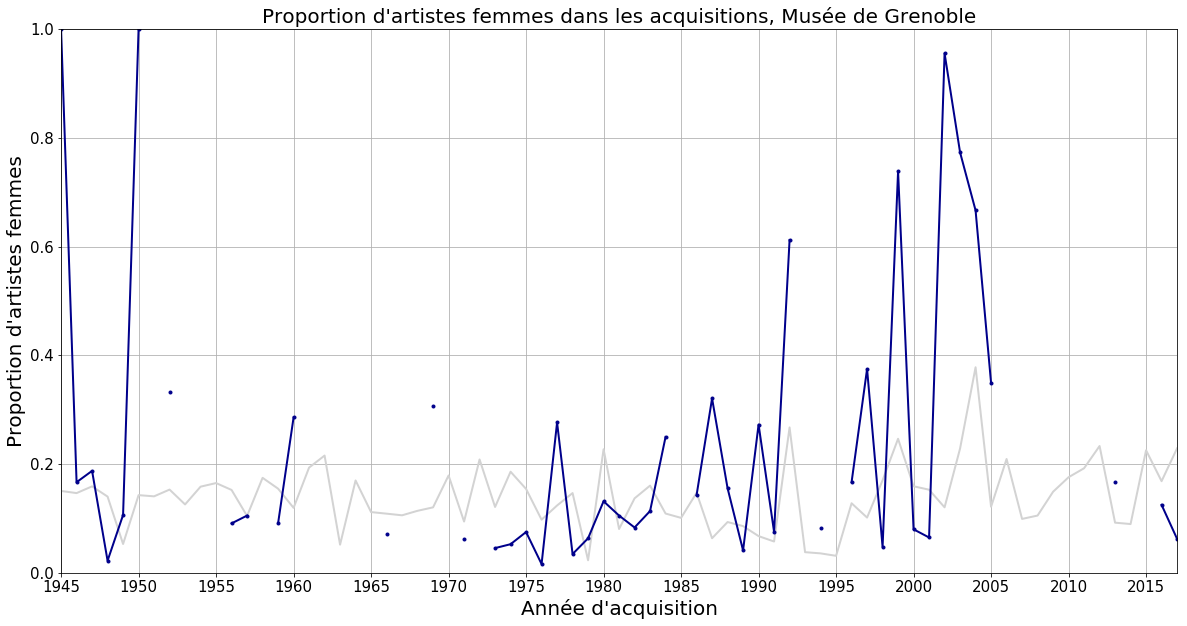 Proportion d'artistes femmes dans les acquisitions, Musée de Grenoble
Proportion d'artistes femmes
1.0
0.8
0.6
0.4
0.2
0.0
1945 1950 1955 1960 1965 1970 1975 1980 1985 1990 1995 2000 2005 2010 2015
Année d'acquisition